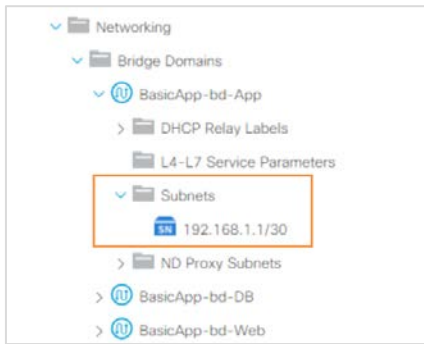 Networking
Bridge Domains
BasicApp-bd-App
DHCP Relay Labels
L4-L7 Service Parameters
Subnets
SN 192.168.1.1/30
ND Proxy Subnets
BasicApp-bd-DB
BasicApp-bd-Web